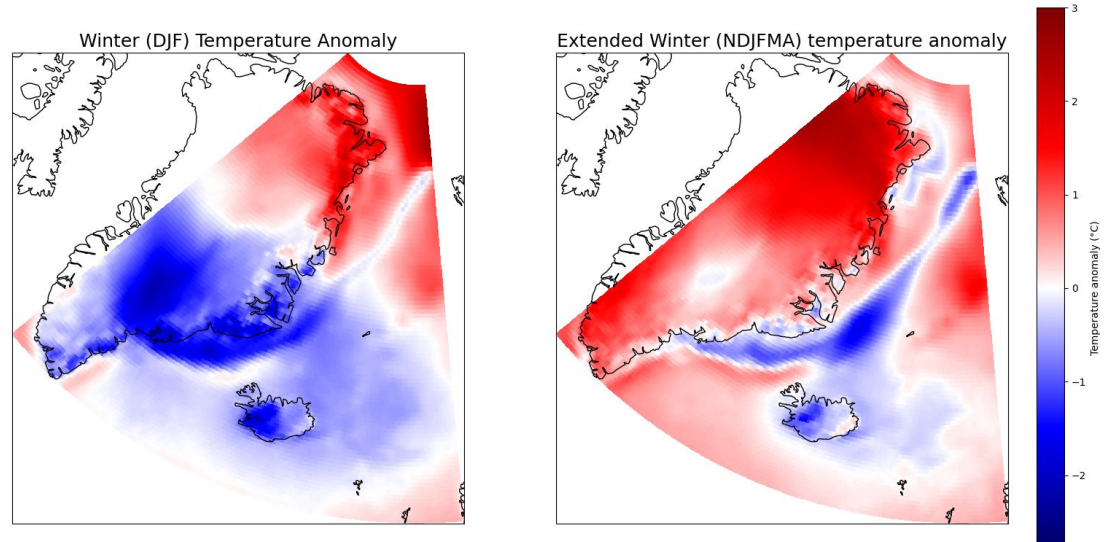 Winter (DJF) Temperature Anomaly
Extended Winter (NDJFMA) temperature anomaly
3
2
1
0
−1
−2
Temperature anomaly (°C)